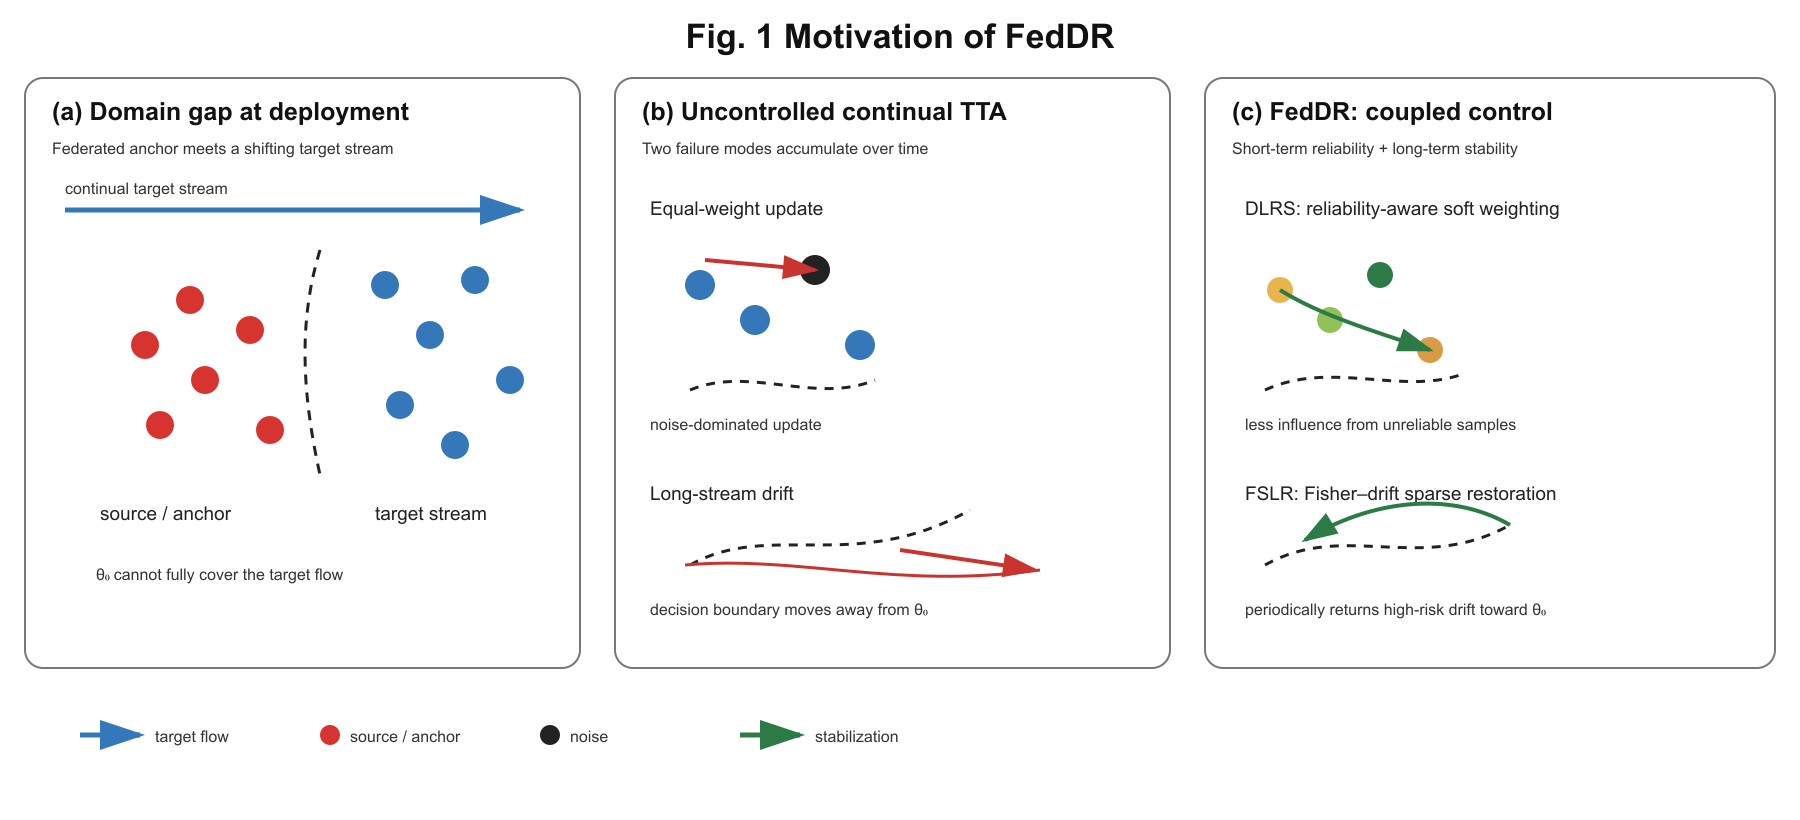 Fig. 1 Motivation of FedDR
(a) Domain gap at deployment
Federated anchor meets a shifting target stream
continual target stream
source / anchor
target stream
θ₀ cannot fully cover the target flow
(b) Uncontrolled continual TTA
Two failure modes accumulate over time
Equal-weight update
noise-dominated update
Long-stream drift
decision boundary moves away from θ₀
(c) FedDR: coupled control
Short-term reliability + long-term stability
DLRS: reliability-aware soft weighting
less influence from unreliable samples
FSLR: Fisher–drift sparse restoration
periodically returns high-risk drift toward θ₀
target flow
source / anchor
noise
stabilization